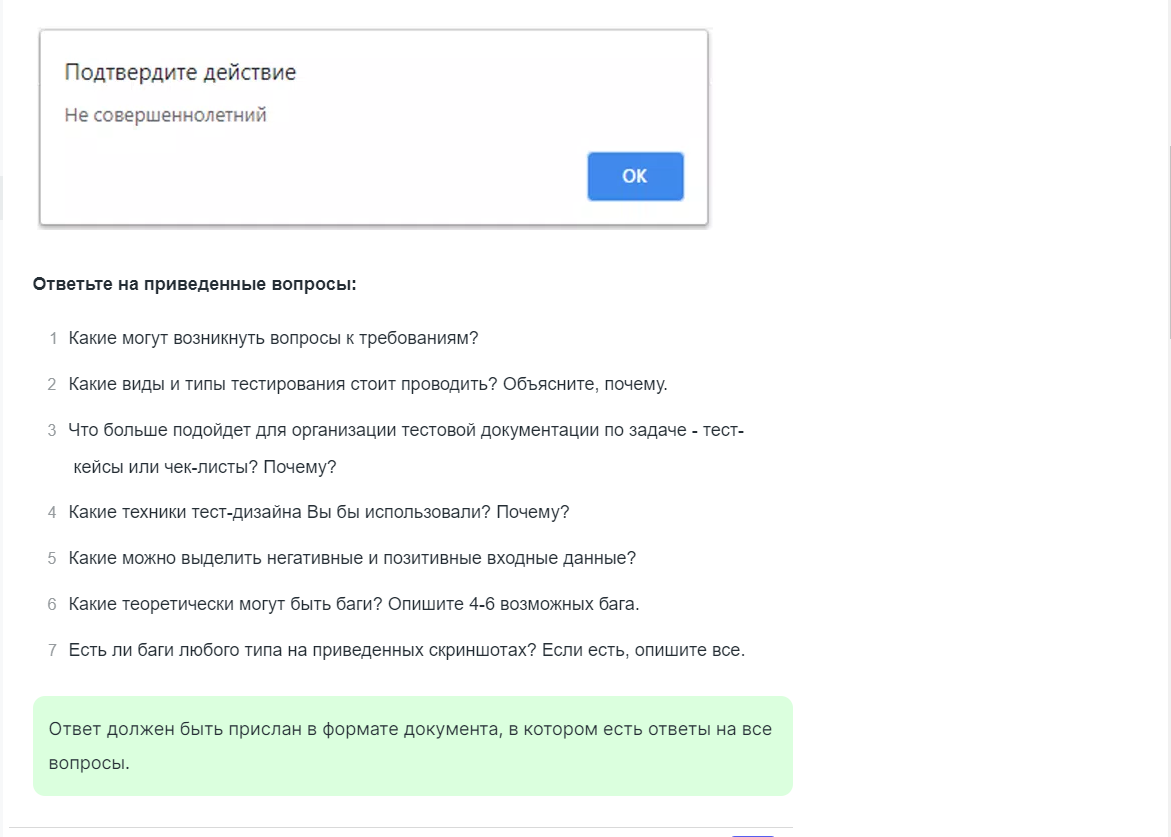 Подтвердите действие
Не совершеннолетний
ОК
Ответьте на приведенные вопросы:
1 Какие могут возникнуть вопросы к требованиям?
2 Какие виды и типы тестирования стоит проводить? Объясните, почему.
3 Что больше подойдет для организации тестовой документации по задаче - тест-
кейсы или чек-листы? Почему?
4 Какие техники тест-дизайна Вы бы использовали? Почему?
5 Какие можно выделить негативные и позитивные входные данные?
6 Какие теоретически могут быть баги? Опишите 4-6 возможных бага.
7 Есть ли баги любого типа на приведенных скриншотах? Если есть, опишите все.
Ответ должен быть прислан в формате документа, в котором есть ответы на все
вопросы.